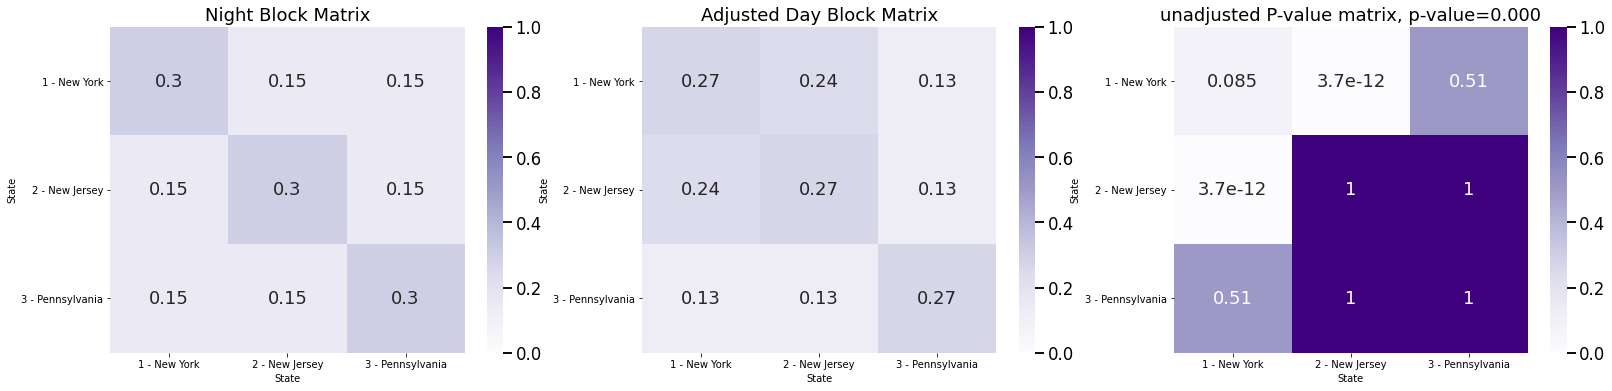 Night Block Matrix
State
1 - New York
2 - New Jersey
3 - Pennsylvania
0.3 0.15 0.15
0.15 0.3 0.15
0.15 0.15 0.3
1 - New York 2 - New Jersey 3 - Pennsylvania
State
1.0
0.8
0.6
0.4
0.2
0.0
Adjusted Day Block Matrix
State
1 - New York
2 - New Jersey
3 - Pennsylvania
0.27 0.24 0.13
0.24 0.27 0.13
0.13 0.13 0.27
1 - New York 2 - New Jersey 3 - Pennsylvania
State
1.0
0.8
0.6
0.4
0.2
0.0
unadjusted P-value matrix, p-value=0.000
State
1 - New York
2 - New Jersey
3 - Pennsylvania
0.085 3.7e-12 0.51
3.7e-12 1 1
0.51 1 1
1 - New York 2 - New Jersey 3 - Pennsylvania
State
1.0
0.8
0.6
0.4
0.2
0.0